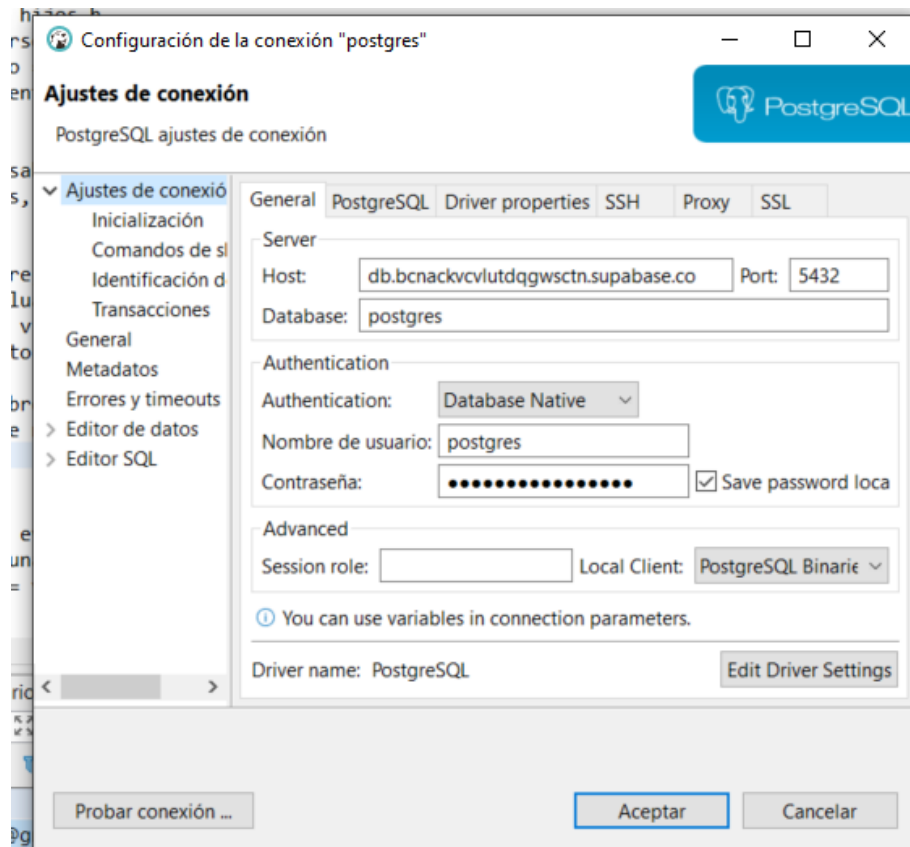 hijos h
Configuración de la conexión "postgres"
Ajustes de conexión
PostgreSQL ajustes de conexión
PostgreSQL
Ajustes de conexió
Inicialización
Comandos de sl
Identificación d
Transacciones
General
Metadatos
Errores y timeouts
Editor de datos
Editor SQL
General PostgreSQL Driver properties SSH Proxy SSL
Server
Host: db.bcnackvcvlutdqgwsctn.supabase.co Port: 5432
Database: postgres
Authentication
Authentication: Database Native
Nombre de usuario: postgres
Contraseña: •••••••••••••••• Save password loca
Advanced
Session role: Local Client: PostgreSQL Binarie
You can use variables in connection parameters.
Driver name: PostgreSQL Edit Driver Settings
Probar conexión ... Aceptar Cancelar